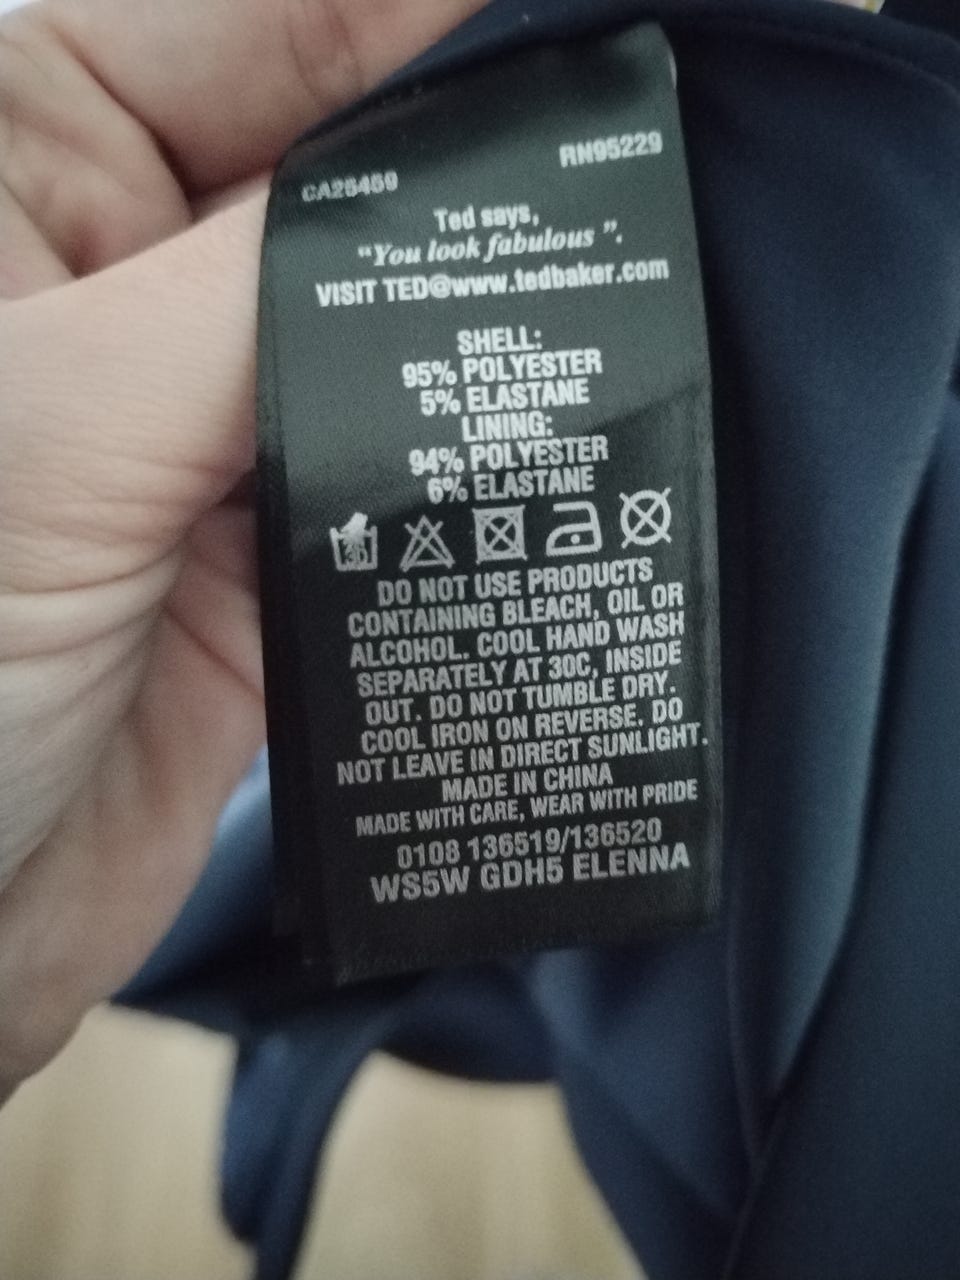 CA25459
RN95229
Ted says,
“You look fabulous ”.
VISIT TED@www.tedbaker.com
SHELL:
95% POLYESTER
5% ELASTANE
LINING:
94% POLYESTER
6% ELASTANE
30
DO NOT USE PRODUCTS
CONTAINING BLEACH, OIL OR
ALCOHOL. COOL HAND WASH
SEPARATELY AT 30C, INSIDE
OUT. DO NOT TUMBLE DRY.
COOL IRON ON REVERSE. DO
NOT LEAVE IN DIRECT SUNLIGHT.
MADE IN CHINA
MADE WITH CARE, WEAR WITH PRIDE
0108 136519/136520
WS5W GDH5 ELENNA